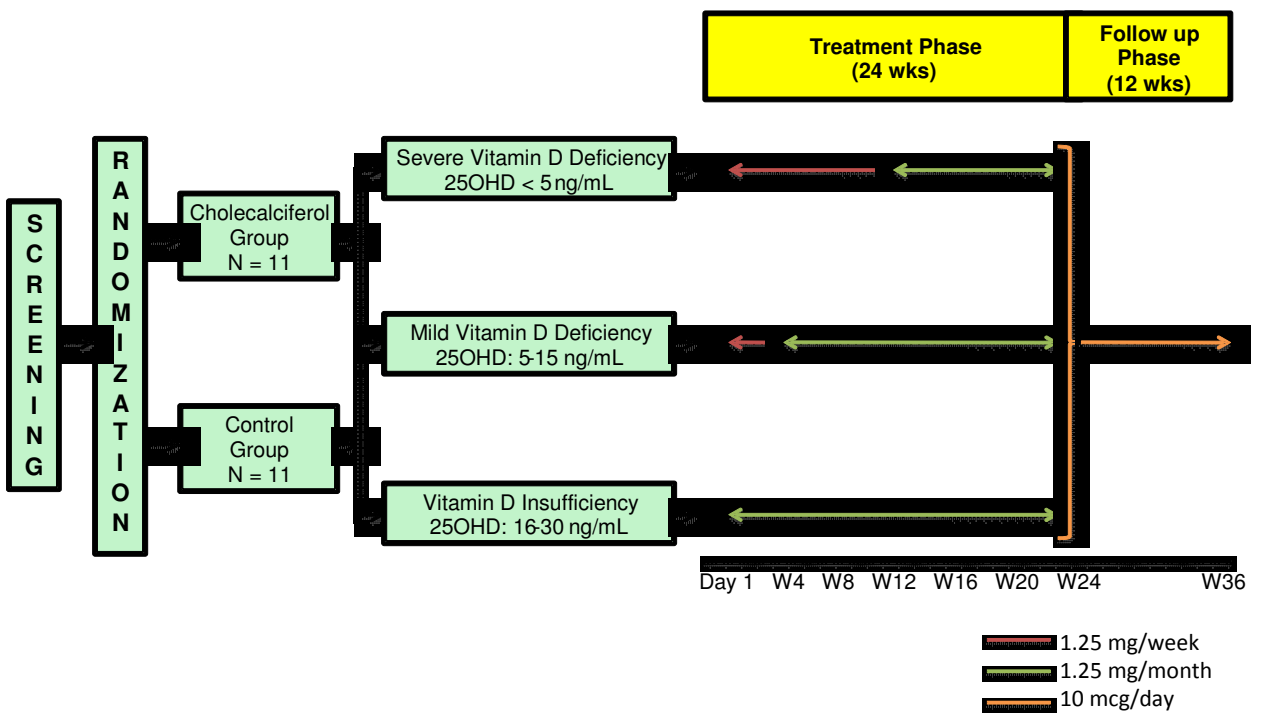 Treatment Phase
(24 wks)
Follow up
Phase
(12 wks)
SCREENING
RANDOMIZATION
Cholecalciferol
Group
N = 11
Control
Group
N = 11
Severe Vitamin D Deficiency
25OHD < 5 ng/mL
Mild Vitamin D Deficiency
25OHD: 5-15 ng/mL
Vitamin D Insufficiency
25OHD: 16-30 ng/mL
Day 1 W4 W8 W12 W16 W20 W24 W36
1.25 mg/week
1.25 mg/month
10 mcg/day